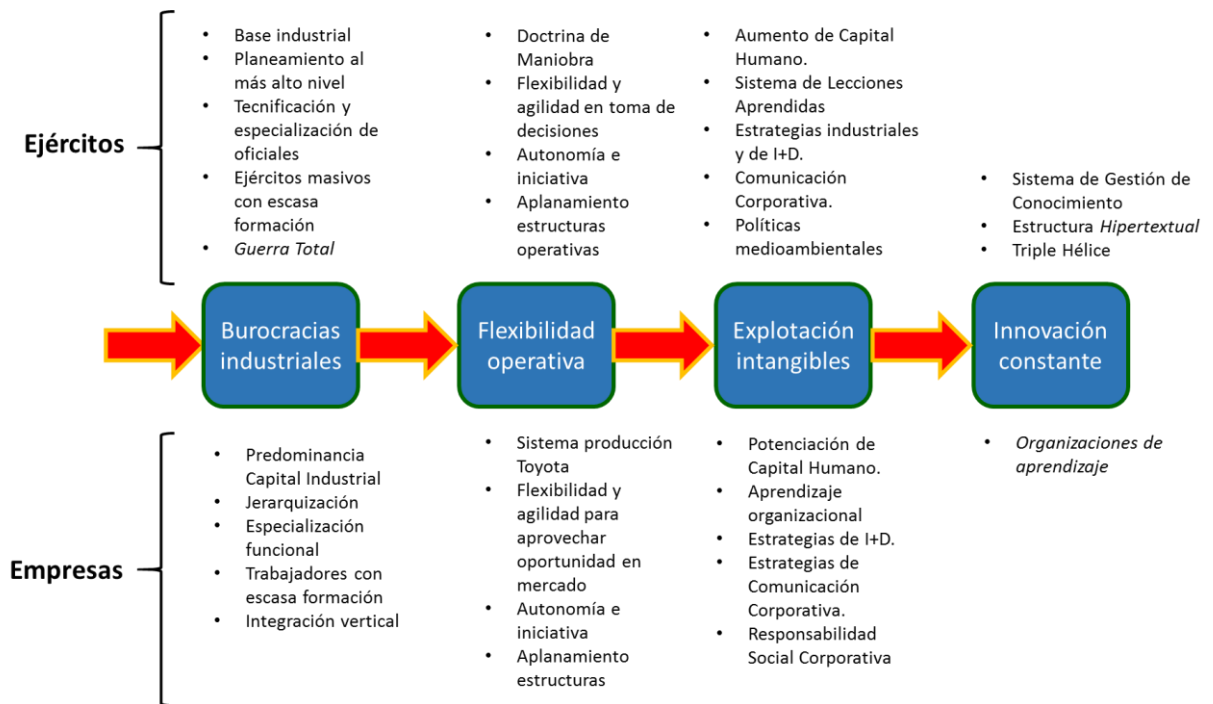 Ejércitos
• Base industrial
• Planeamiento al
más alto nivel
• Tecnificación y
especialización de
oficiales
• Ejércitos masivos
con escasa
formación
• Guerra Total
• Doctrina de
Maniobra
• Flexibilidad y
agilidad en toma de
decisiones
• Autonomía e
iniciativa
• Aplanamiento
estructuras
operativas
• Aumento de Capital
Humano.
• Sistema de Lecciones
Aprendidas
• Estrategias industriales
y de I+D.
• Comunicación
Corporativa.
• Políticas
medioambientales
• Sistema de Gestión de
Conocimiento
• Estructura Hipertextual
• Triple Hélice
Burocracias
industriales
Flexibilidad
operativa
Explotación
intangibles
Innovación
constante
Empresas
• Predominancia
Capital Industrial
• Jerarquización
• Especialización
funcional
• Trabajadores con
escasa formación
• Integración vertical
• Sistema producción
Toyota
• Flexibilidad y
agilidad para
aprovechar
oportunidad en
mercado
• Autonomía e
iniciativa
• Aplanamiento
estructuras
• Potenciación de
Capital Humano.
• Aprendizaje
organizacional
• Estrategias de I+D.
• Estrategias de
Comunicación
Corporativa.
• Responsabilidad
Social Corporativa
• Organizaciones de
aprendizaje